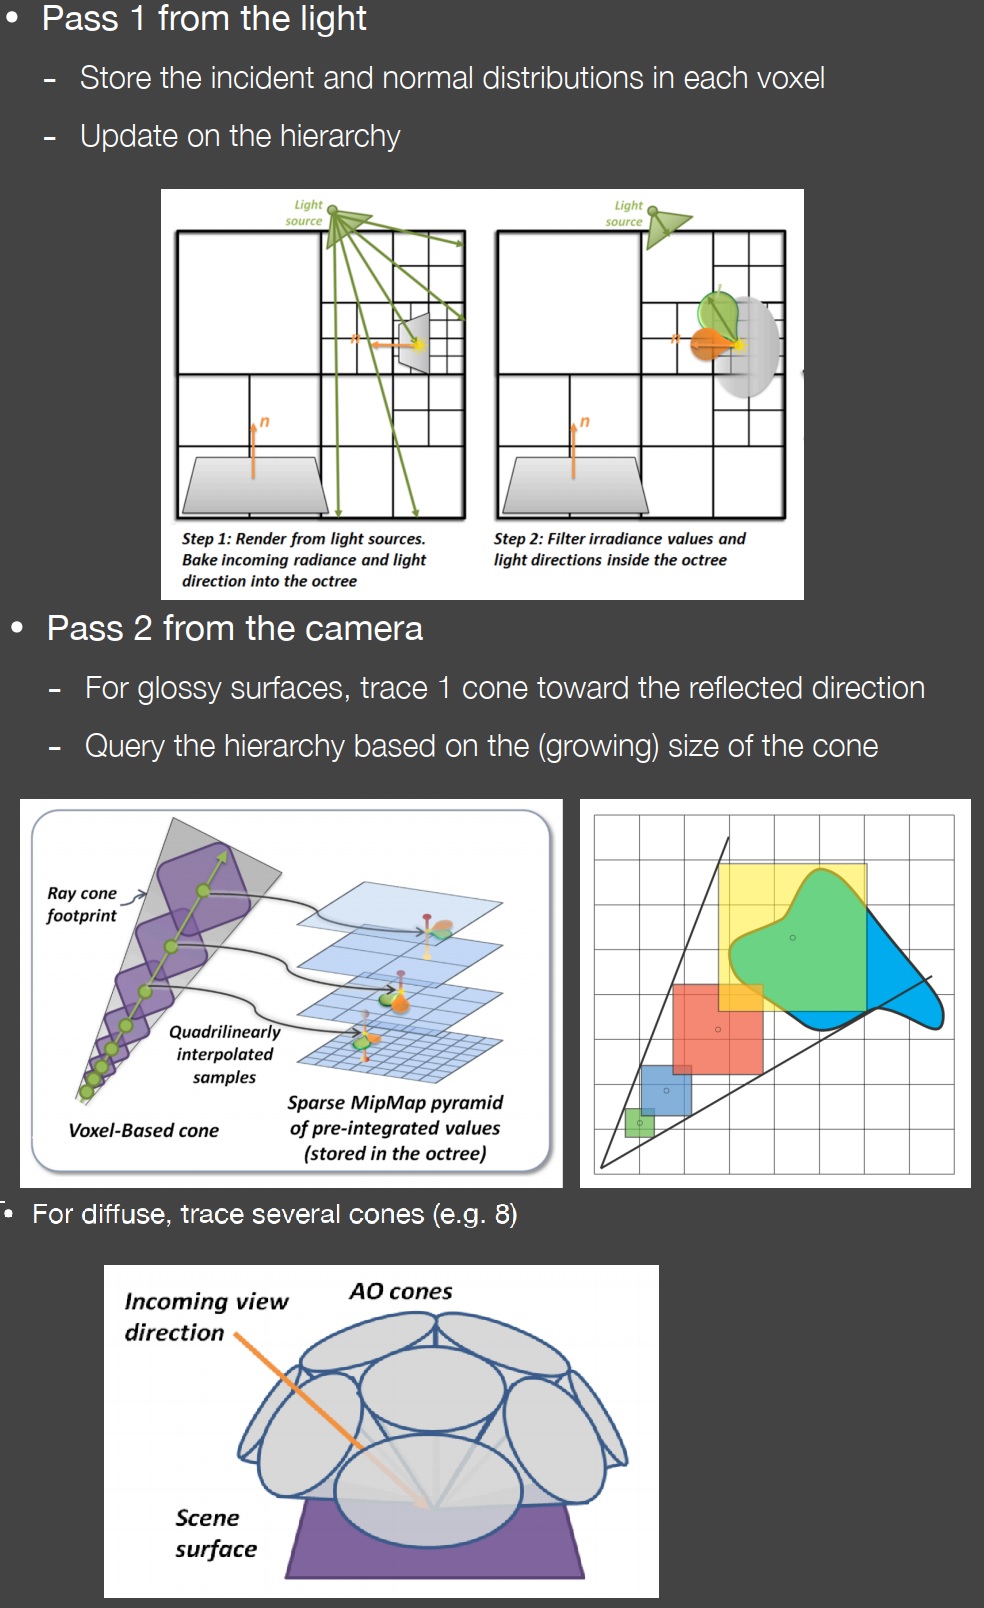 • Pass 1 from the light
- Store the incident and normal distributions in each voxel
- Update on the hierarchy
Light
source
n
n
Step 1: Render from light sources.
Bake incoming radiance and light
direction into the octree
Light
source
n
n
Step 2: Filter irradiance values and
light directions inside the octree
• Pass 2 from the camera
- For glossy surfaces, trace 1 cone toward the reflected direction
- Query the hierarchy based on the (growing) size of the cone
Ray cone
footprint
Quadrilinearly
interpolated
samples
Voxel-Based cone
Sparse MipMap pyramid
of pre-integrated values
(stored in the octree)
• For diffuse, trace several cones (e.g. 8)
AO cones
Incoming view
direction
Scene
surface